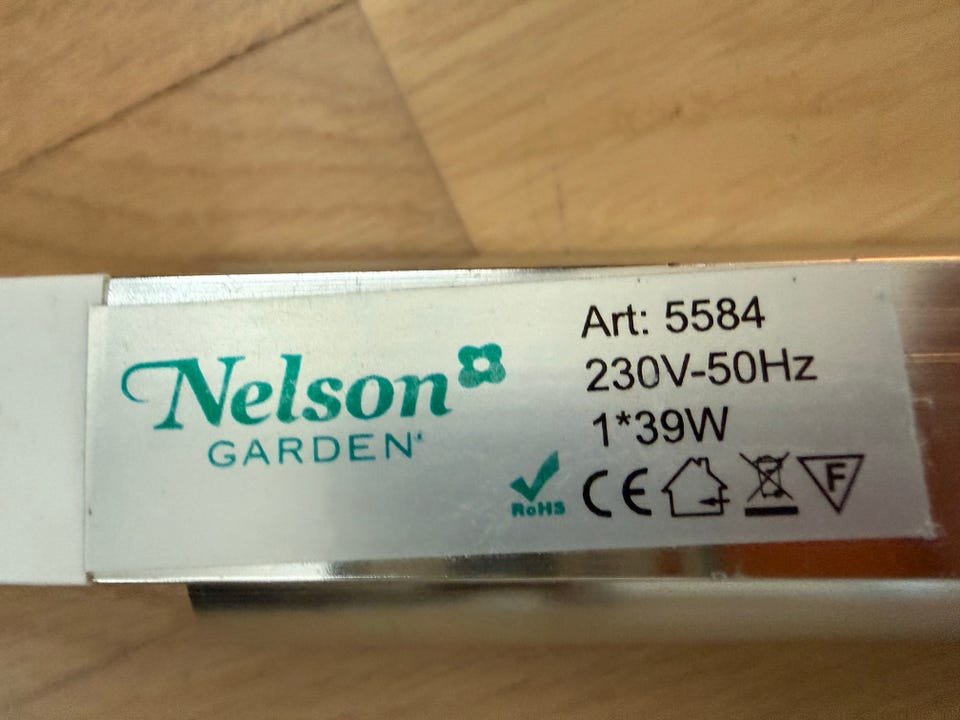 Nelson
GARDEN
Art: 5584
230V-50Hz
1*39W
RoHS
CE
F